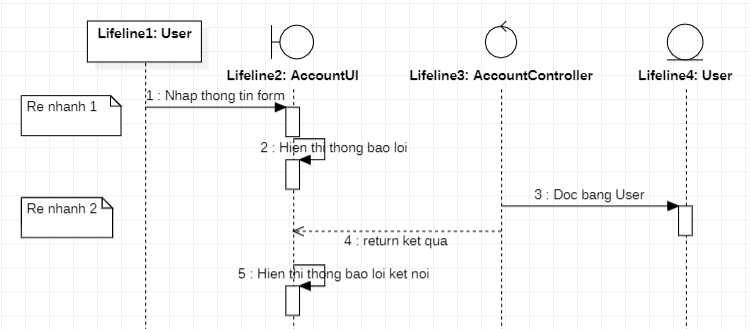 Lifeline1: User
Lifeline2: AccountUI
Lifeline3: AccountController
Lifeline4: User
Re nhanh 1
1 : Nhap thong tin form
2 : Hien thi thong bao loi
Re nhanh 2
3 : Doc bang User
4 : return ket qua
5 : Hien thi thong bao loi ket noi